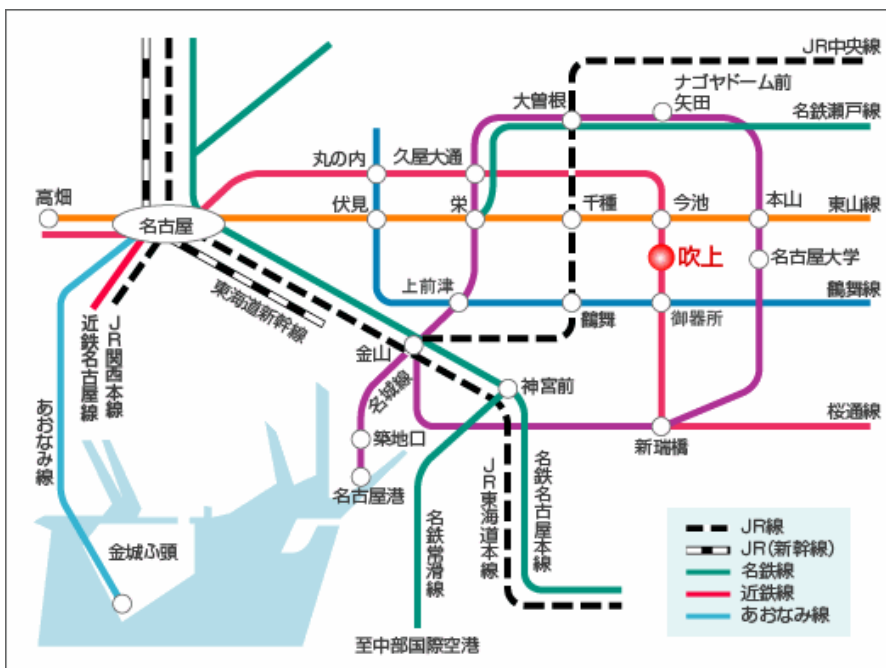 JR中央線
ナゴヤドーム前
矢田
大曽根
名鉄瀬戸線
丸の内
久屋大通
高畑
名古屋
伏見
栄
千種
今池
本山
東山線
吹上
名古屋大学
上前津
鶴舞
御器所
鶴舞線
東海道新幹線
金山
名城線
神宮前
近鉄名古屋線
JR関西本線
あおなみ線
築地口
名古屋港
新瑞橋
桜通線
名鉄常滑線
JR東海道本線
名鉄名古屋本線
金城ふ頭
至中部国際空港
JR線
JR(新幹線)
名鉄線
近鉄線
あおなみ線